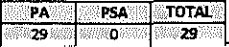 PA PSA TOTAL
29 0 29